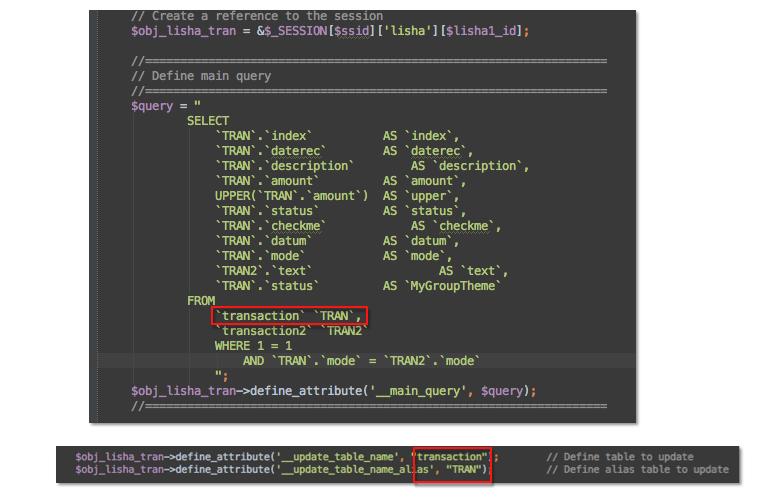 // Create a reference to the session
$obj_lisha_tran = &$_SESSION[$ssid]['lisha'][$lisha1_id];
//==================================================================
// Define main query
//==================================================================
$query = "
SELECT
`TRAN`.`index` AS `index`,
`TRAN`.`daterec` AS `daterec`,
`TRAN`.`description` AS `description`,
`TRAN`.`amount` AS `amount`,
UPPER(`TRAN`.`amount`) AS `upper`,
`TRAN`.`status` AS `status`,
`TRAN`.`checkme` AS `checkme`,
`TRAN`.`datum` AS `datum`,
`TRAN`.`mode` AS `mode`,
`TRAN2`.`text` AS `text`,
`TRAN`.`status` AS `MyGroupTheme`
FROM
`transaction` `TRAN`,
`transaction2` `TRAN2`
WHERE 1 = 1
AND `TRAN`.`mode` = `TRAN2`.`mode`
";
$obj_lisha_tran->define_attribute('__main_query', $query);
//==================================================================
$obj_lisha_tran->define_attribute('__update_table_name', "transaction"); // Define table to update
$obj_lisha_tran->define_attribute('__update_table_name_alias', "TRAN"); // Define alias table to update